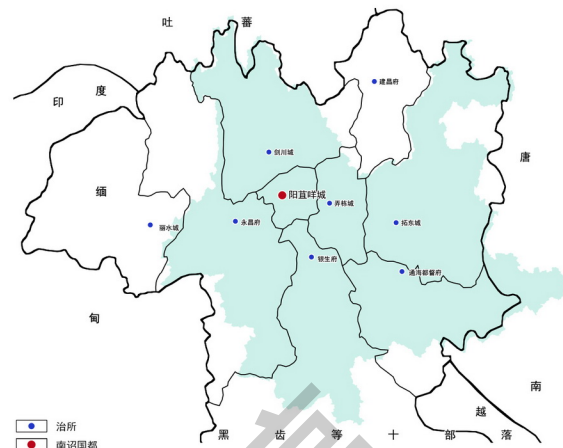 吐 蕃
建昌府
印 度
剑川城
唐
缅
阳苴咩城
弄栋城
丽水城
永昌府
拓东城
银生府
通海都督府
甸
南
越
治所
南诏国都
黑 齿 等 十 部 落